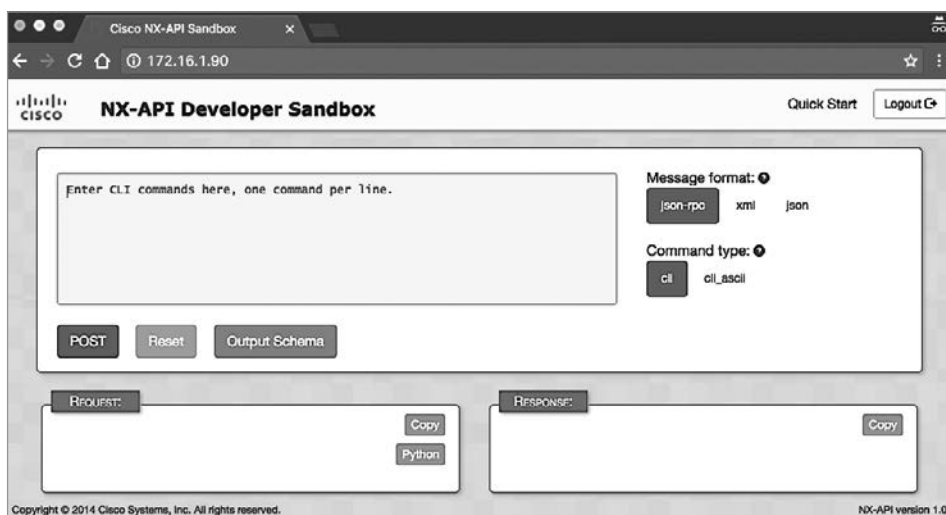 Cisco NX-API Sandbox
172.16.1.90
CISCO
NX-API Developer Sandbox
Quick Start
Logout
Enter CLI commands here, one command per line.
Message format:
json-rpc xml json
Command type:
cli cli_ascii
POST Reset Output Schema
REQUEST:
Copy
Python
RESPONSE:
Copy
Copyright © 2014 Cisco Systems, Inc. All rights reserved.
NX-API version 1.0